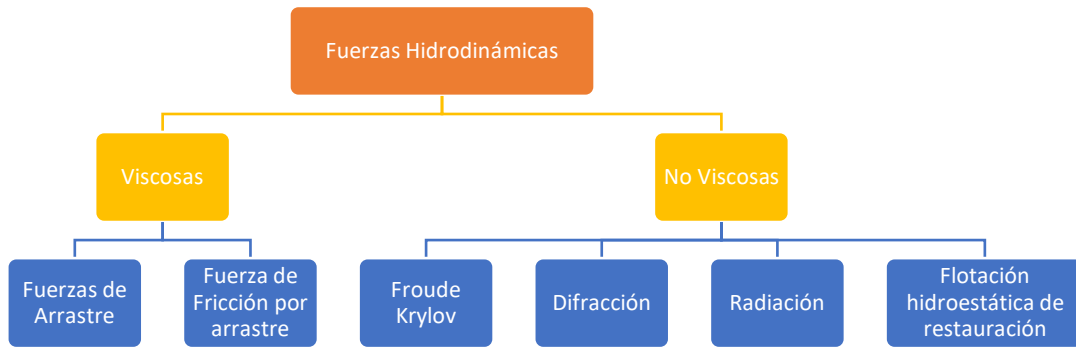 Fuerzas Hidrodinámicas
Viscosas
No Viscosas
Fuerzas de
Arrastre
Fuerza de
Fricción por
arrastre
Froude
Krylov
Difracción
Radiación
Flotación
hidroestática de
restauración